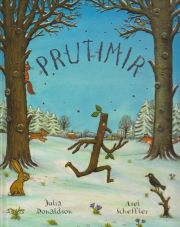 PRUTIMIR
Julia
Donaldson
Axel
Scheffler